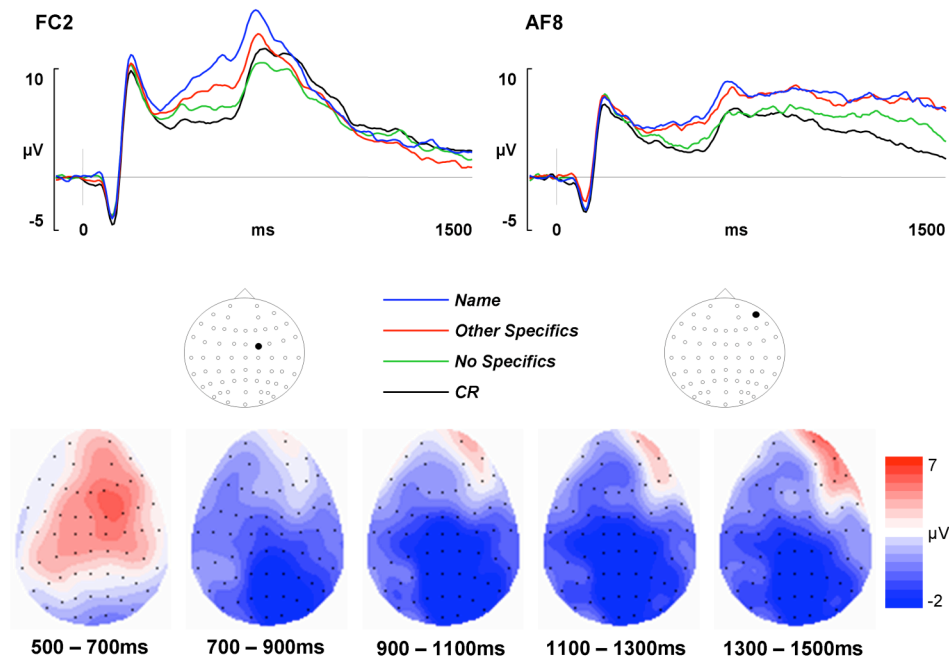 FC2
10
µV
-5
0 ms 1500
AF8
10
µV
-5
0 ms 1500
Name
Other Specifics
No Specifics
CR
7
µV
-2
500 – 700ms
700 – 900ms
900 – 1100ms
1100 – 1300ms
1300 – 1500ms